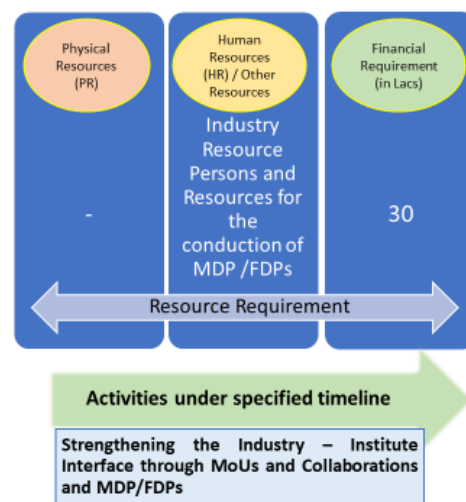 Physical
Resources
(PR)
Human
Resources
(HR) / Other
Resources
Financial
Requirement
(in Lacs)
-
Industry
Resource
Persons and
Resources for
the
conduction of
MDP /FDPs
30
Resource Requirement
Activities under specified timeline
Strengthening the Industry – Institute
Interface through MoUs and Collaborations
and MDP/FDPs